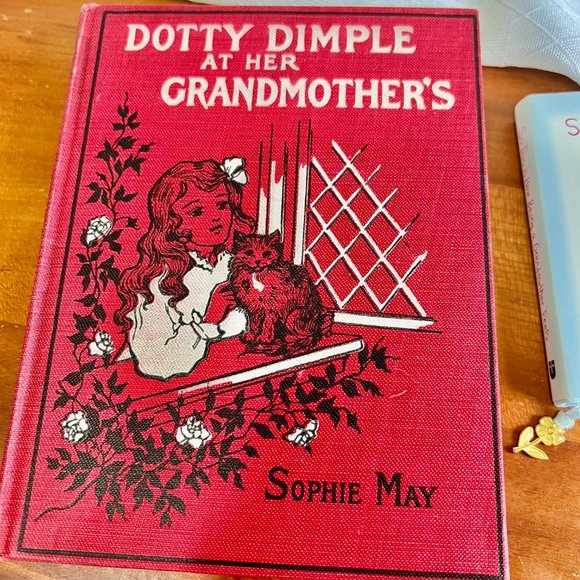 DOTTY DIMPLE
AT HER
GRANDMOTHER'S
SOPHIE MAY
S